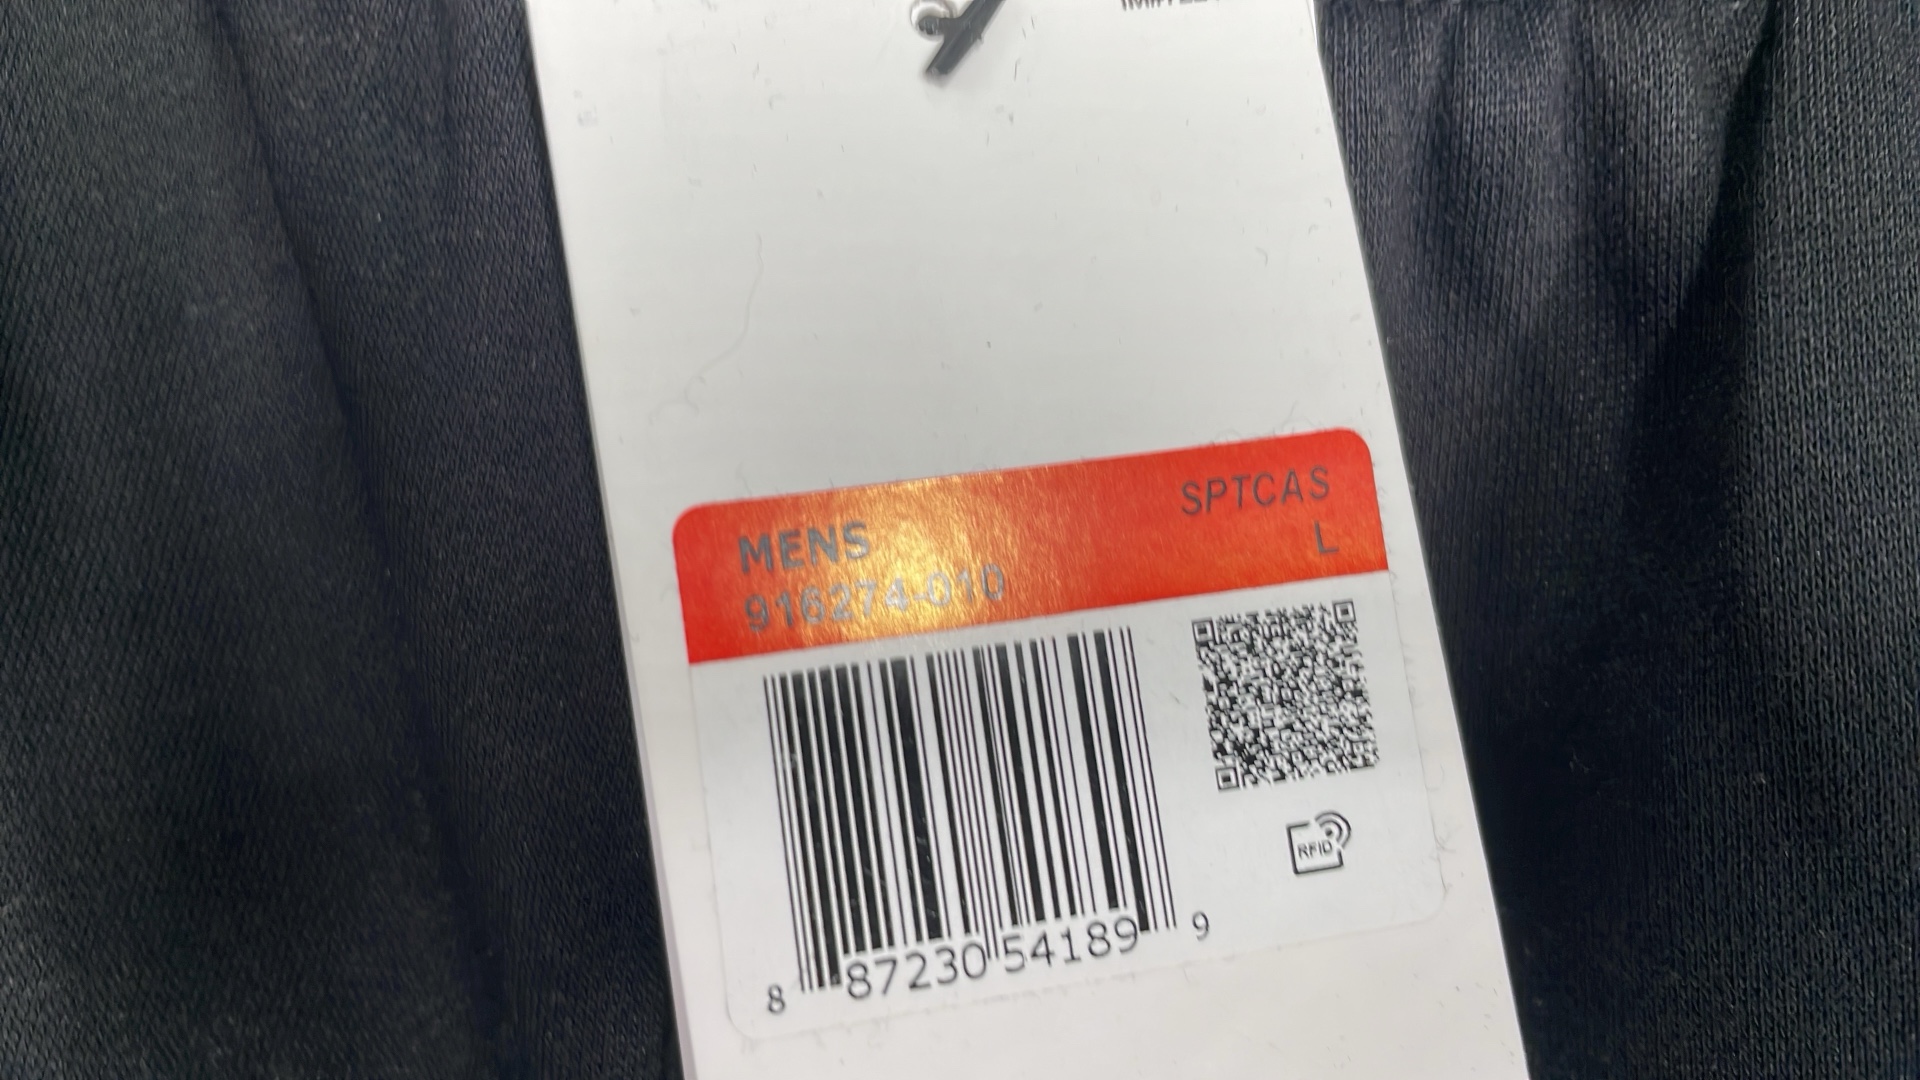 MENS SPTCAS
916274-010 L
8 87230 54189 9
RFID